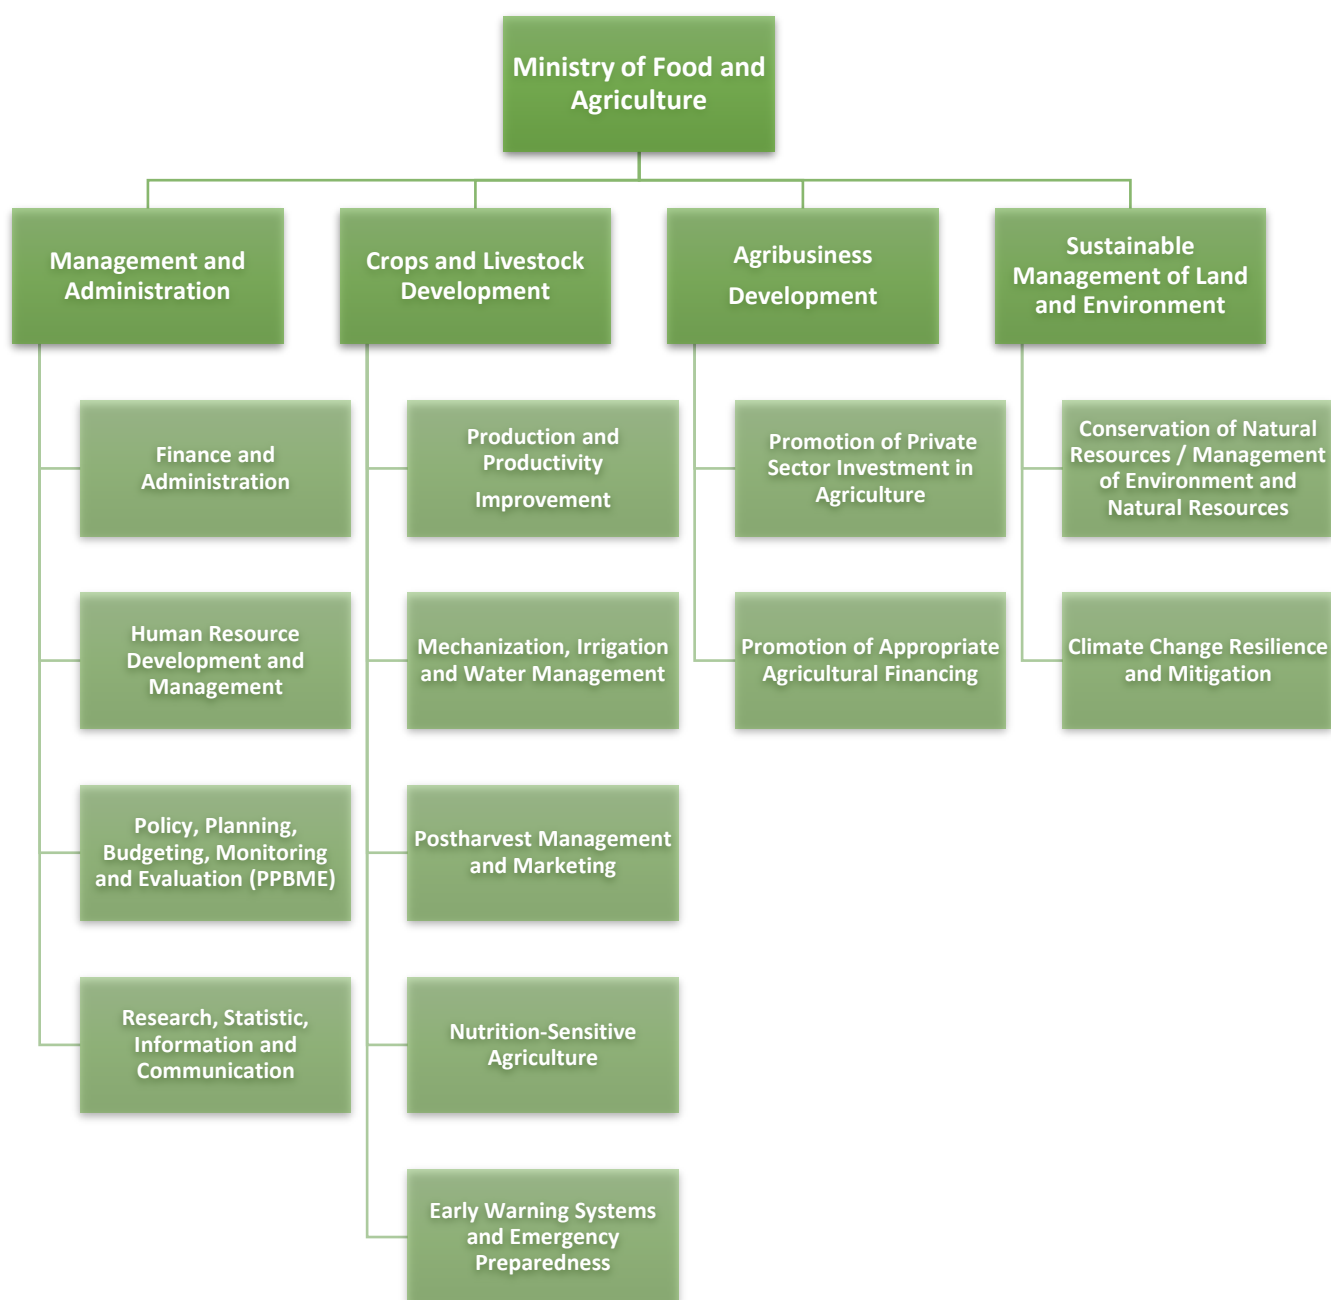 Ministry of Food and
Agriculture
Management and
Administration
Crops and Livestock
Development
Agribusiness
Development
Sustainable
Management of Land
and Environment
Finance and
Administration
Human Resource
Development and
Management
Policy, Planning,
Budgeting, Monitoring
and Evaluation (PPBME)
Research, Statistic,
Information and
Communication
Production and
Productivity
Improvement
Mechanization, Irrigation
and Water Management
Postharvest Management
and Marketing
Nutrition-Sensitive
Agriculture
Early Warning Systems
and Emergency
Preparedness
Promotion of Private
Sector Investment in
Agriculture
Promotion of Appropriate
Agricultural Financing
Conservation of Natural
Resources / Management
of Environment and
Natural Resources
Climate Change Resilience
and Mitigation